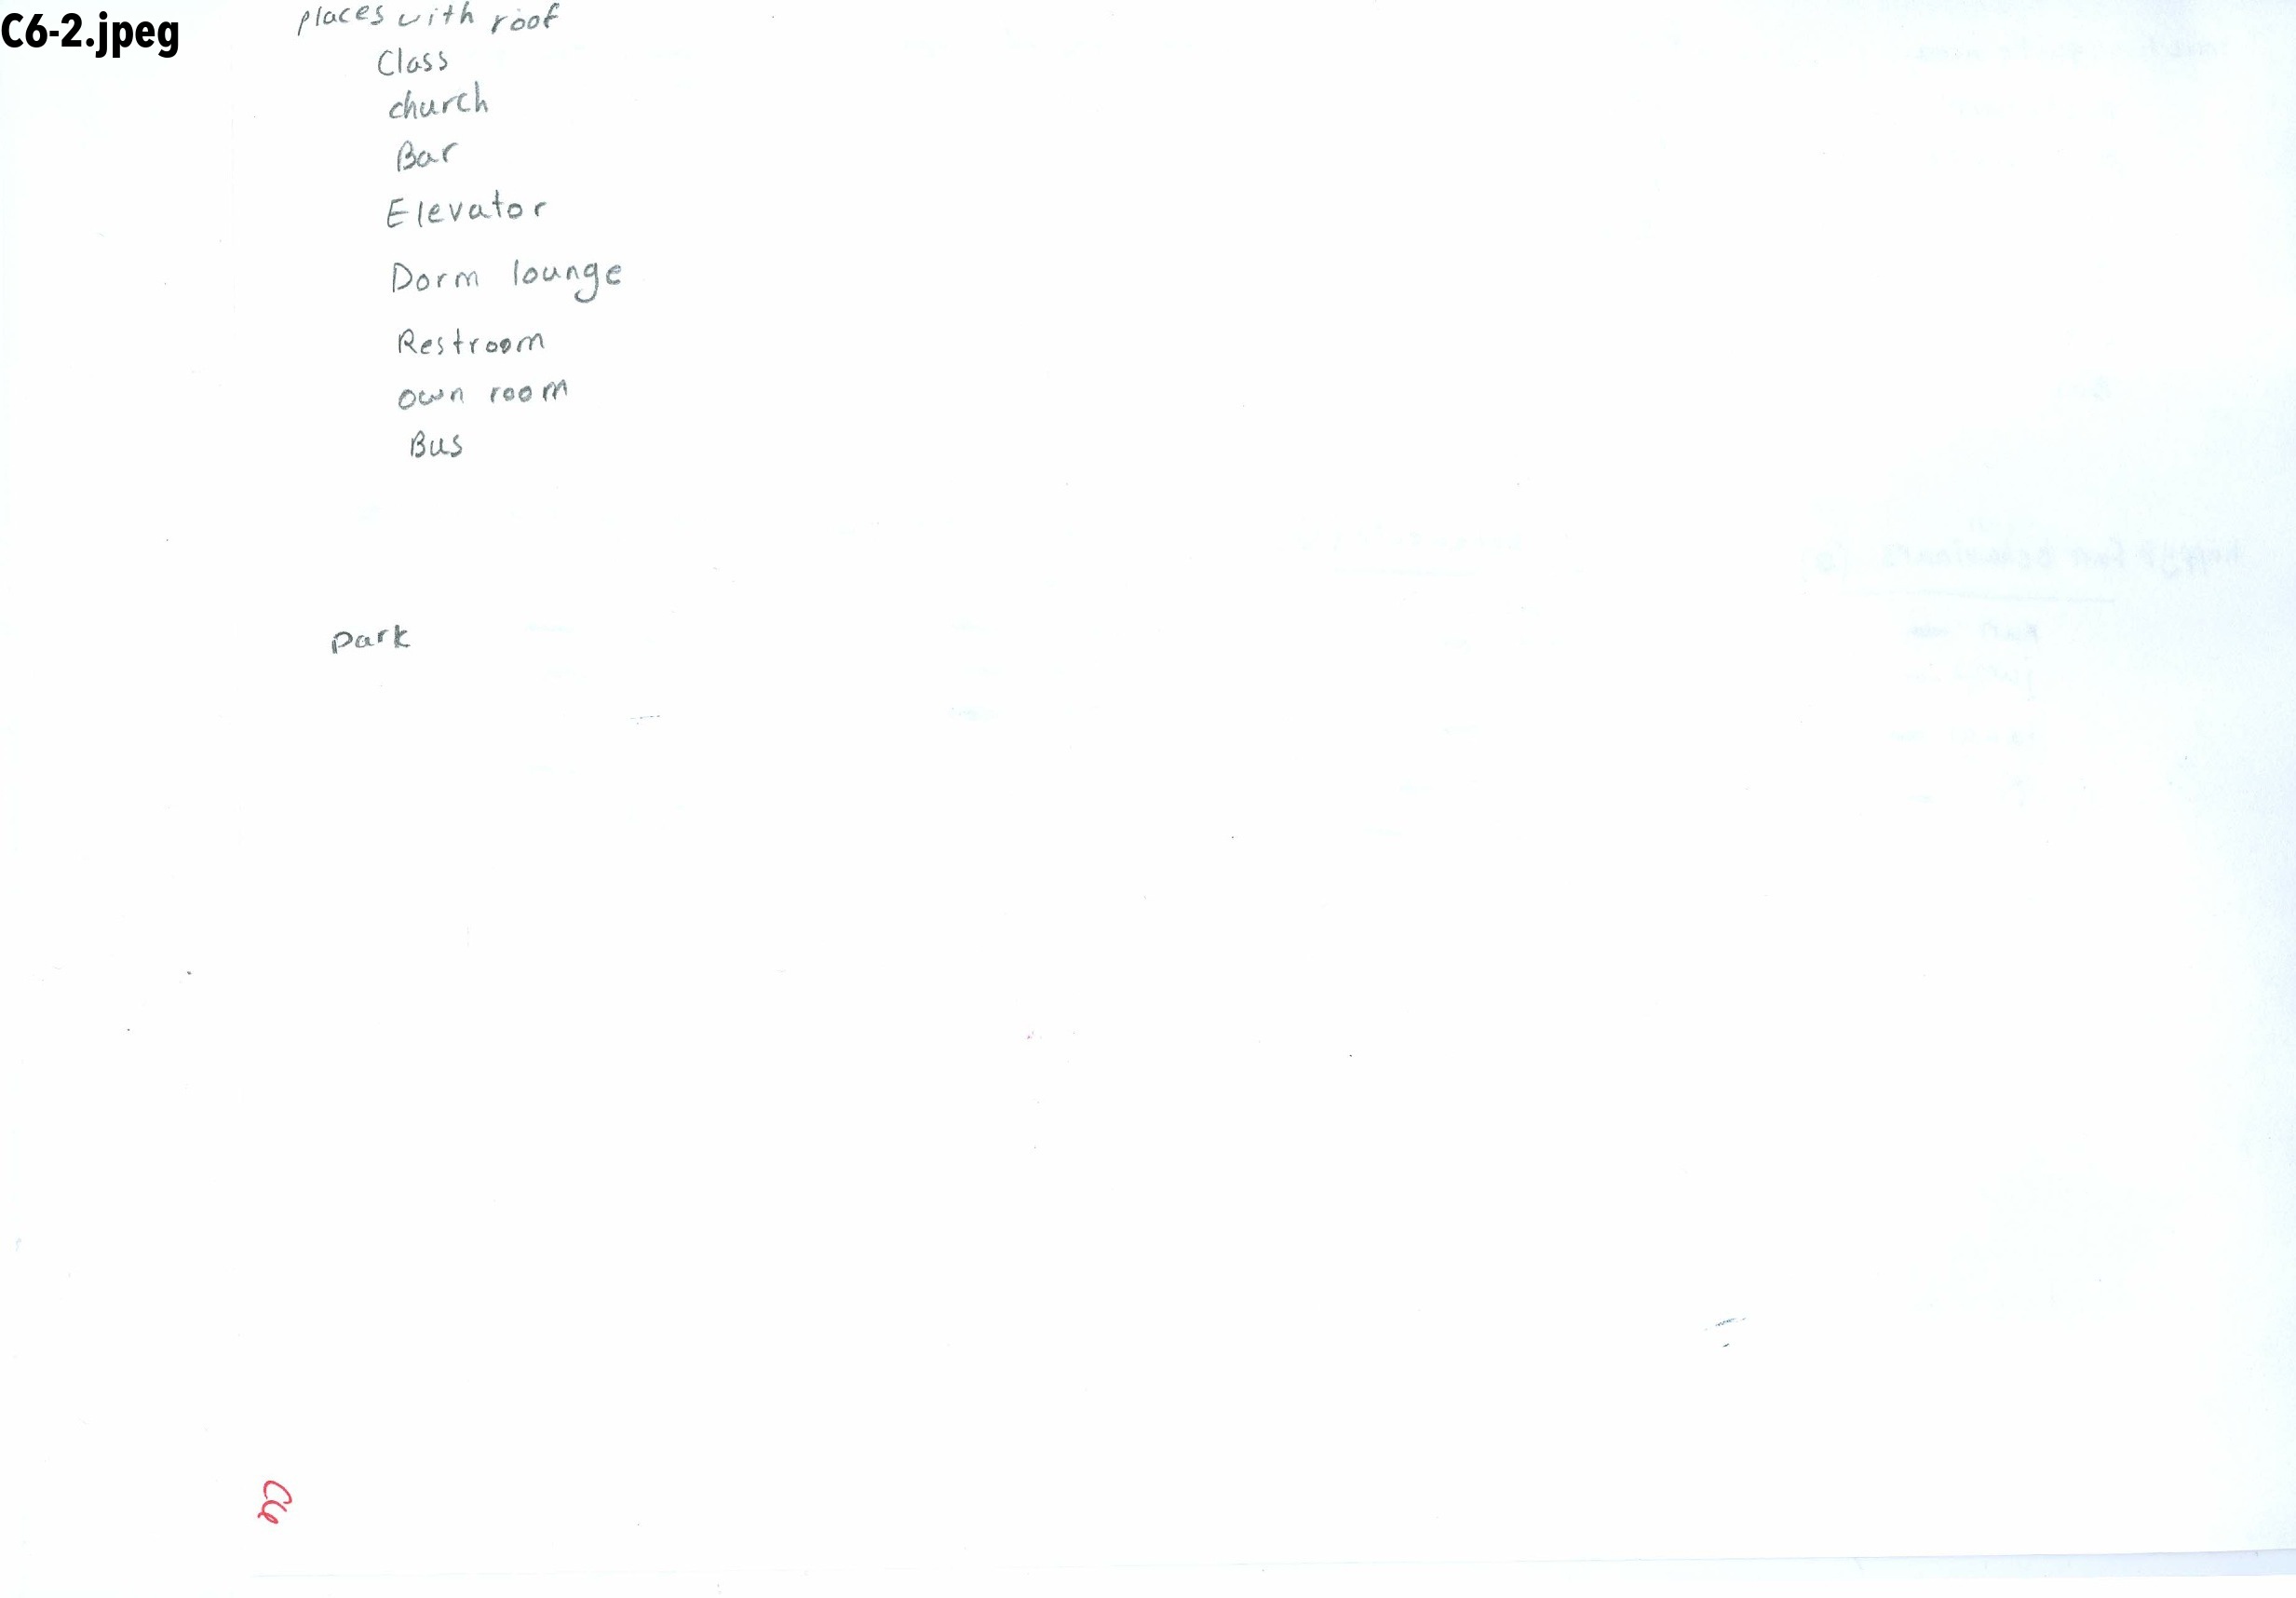 C6-2.jpeg
places with roof
Class
church
Bar
Elevator
Dorm lounge
Restroom
own room
Bus
park
C6